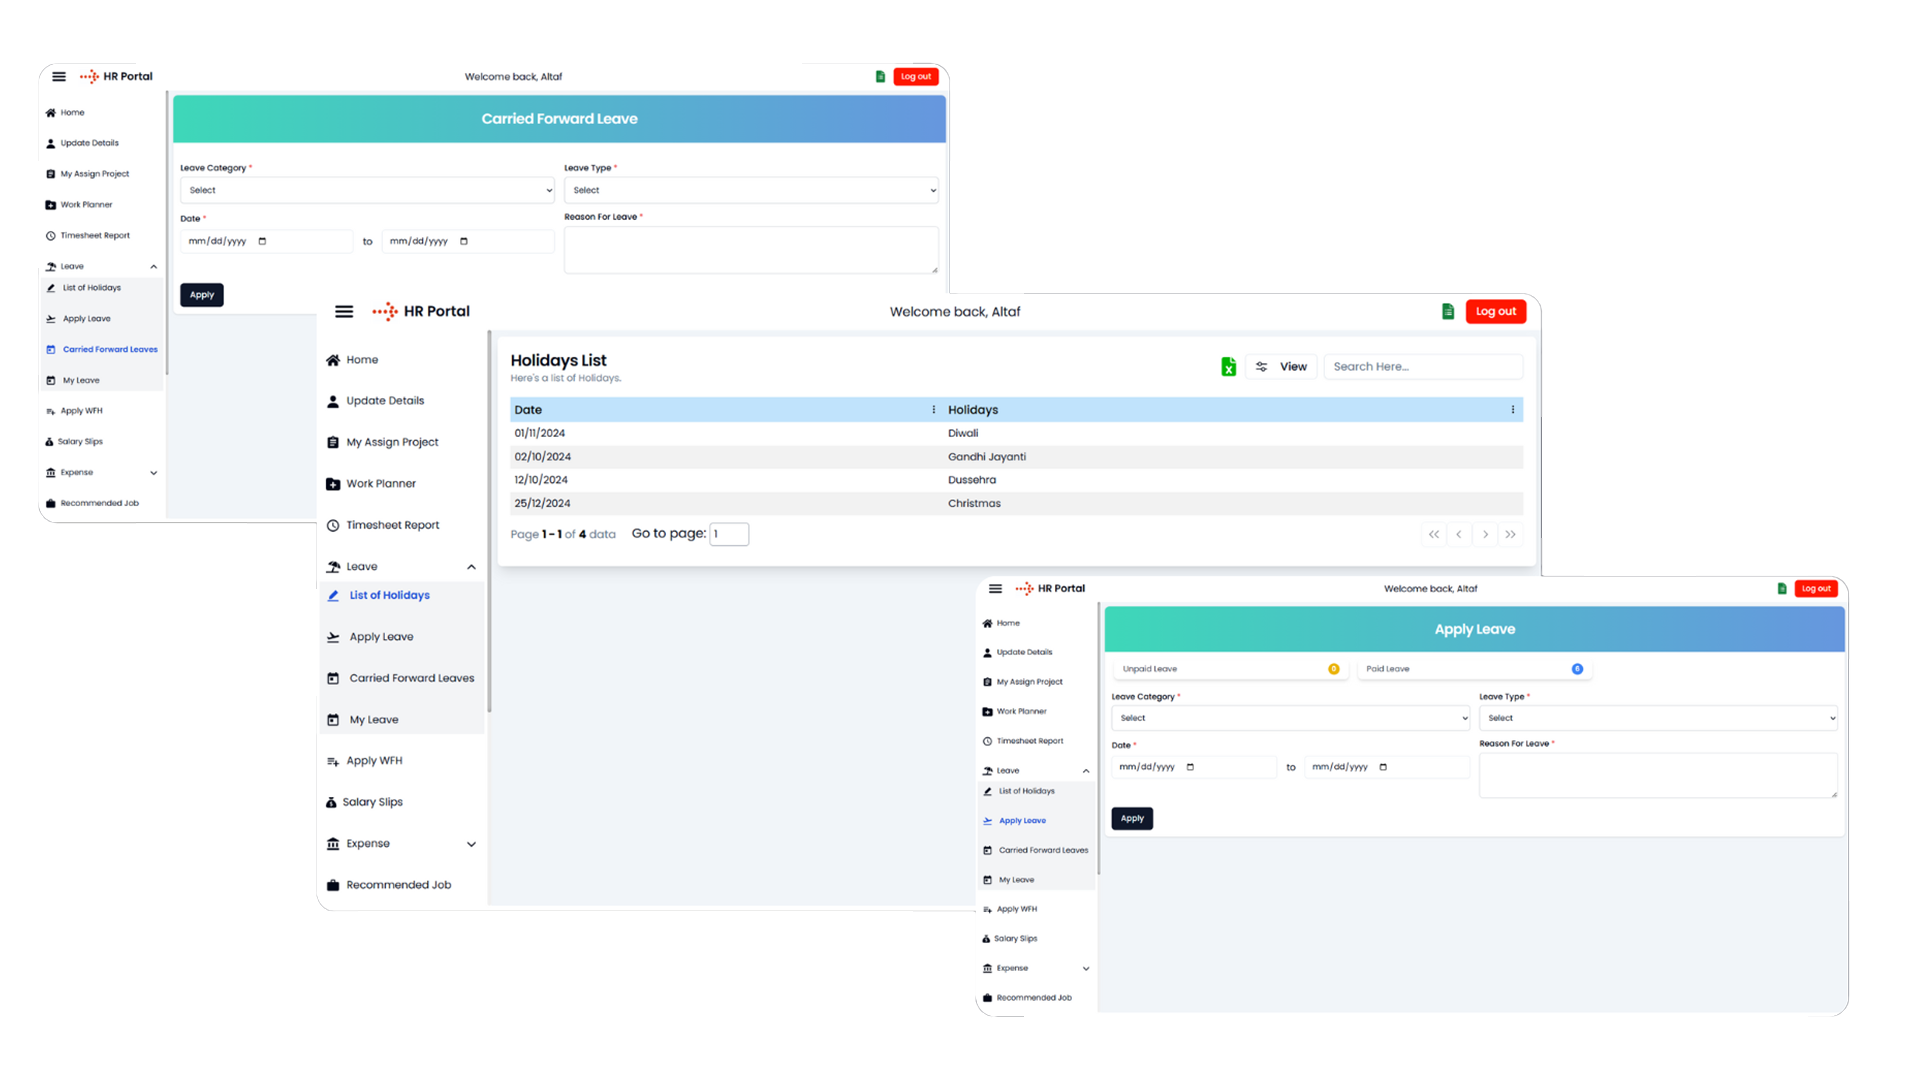 HR Portal
Welcome back, Altaf
Log out
Home
Update Details
My Assign Project
Work Planner
Timesheet Report
Leave
List of Holidays
Apply Leave
Carried Forward Leaves
My Leave
Apply WFH
Salary Slips
Expense
Recommended Job
Carried Forward Leave
Leave Category *
Leave Type *
Select
Select
Date *
Reason For Leave *
mm/dd/yyyy
to
mm/dd/yyyy
Apply
HR Portal
Welcome back, Altaf
Log out
Home
Update Details
My Assign Project
Work Planner
Timesheet Report
Leave
List of Holidays
Apply Leave
Carried Forward Leaves
My Leave
Apply WFH
Salary Slips
Expense
Recommended Job
Holidays List
Here's a list of Holidays.
View
Search Here...
Date
Holidays
01/11/2024
Diwali
02/10/2024
Gandhi Jayanti
12/10/2024
Dussehra
25/12/2024
Christmas
Page 1 - 1 of 4 data
Go to page: 1
HR Portal
Welcome back, Altaf
Log out
Home
Update Details
My Assign Project
Work Planner
Timesheet Report
Leave
List of Holidays
Apply Leave
Carried Forward Leaves
My Leave
Apply WFH
Salary Slips
Expense
Recommended Job
Apply Leave
Unpaid Leave
0
Paid Leave
6
Leave Category *
Leave Type *
Select
Select
Date *
Reason For Leave *
mm/dd/yyyy
to
mm/dd/yyyy
Apply